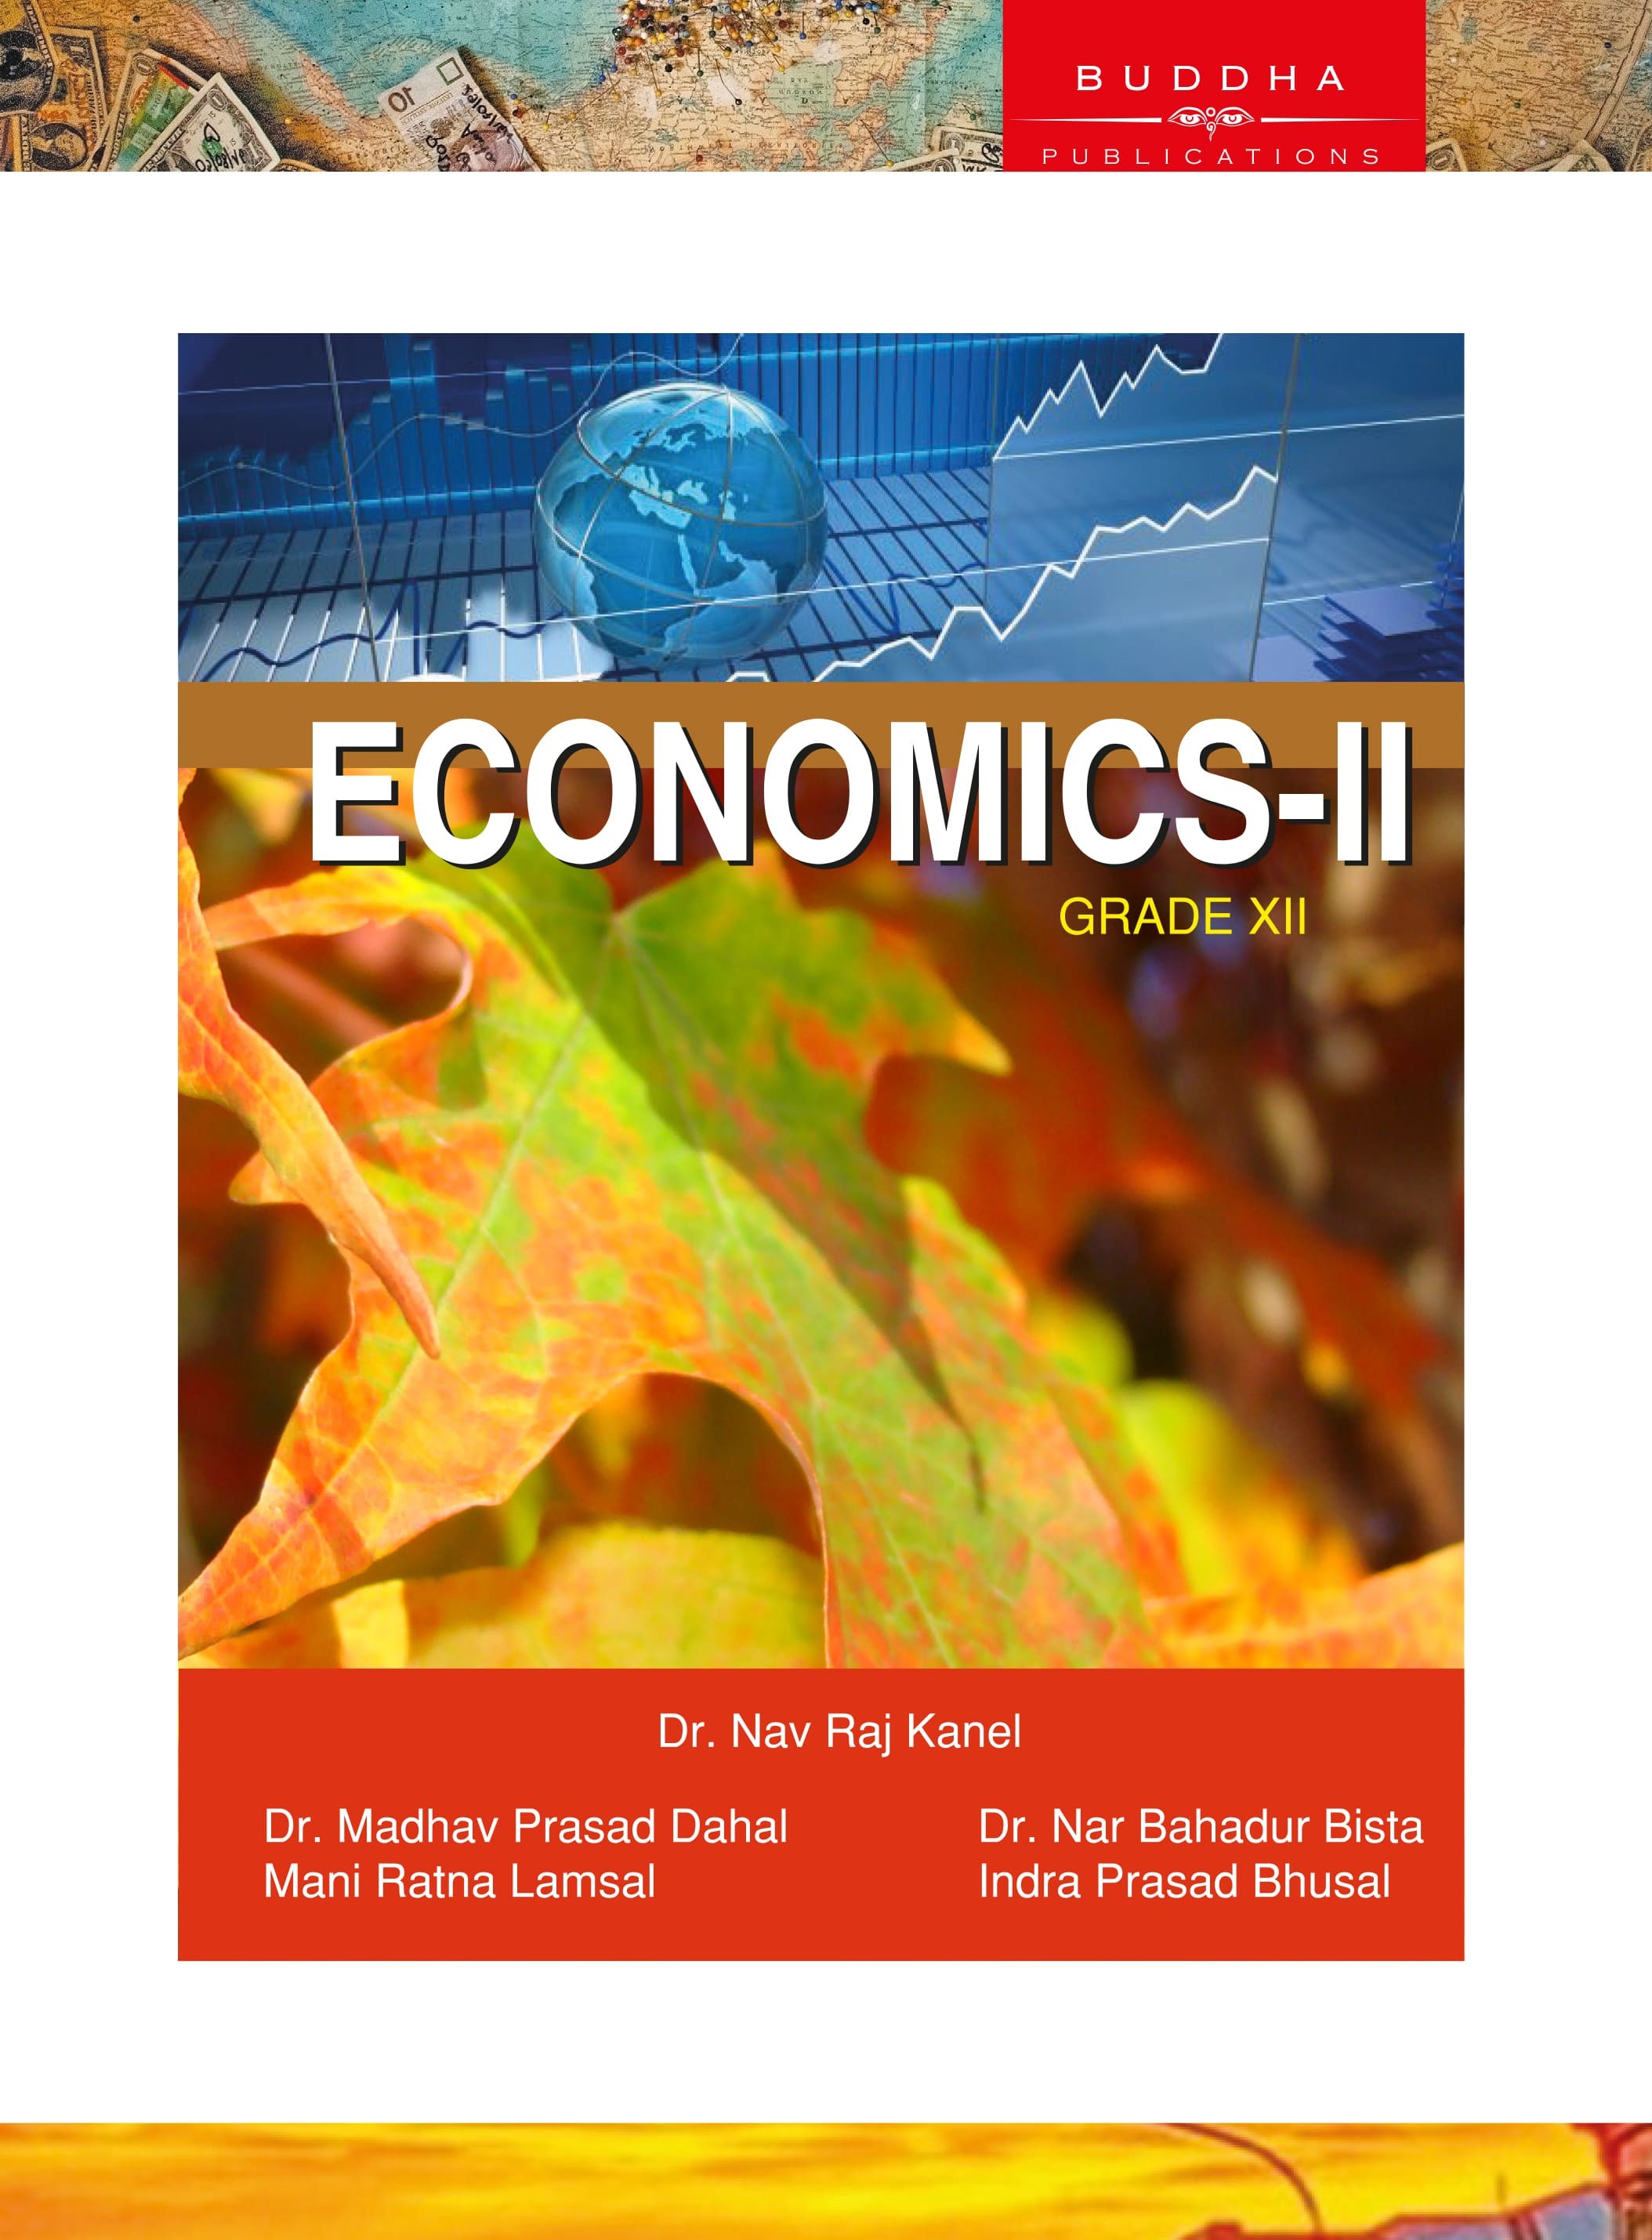 BUDDHA
PUBLICATIONS
10
ECONOMICS-II
GRADE XII
Dr. Nav Raj Kanel
Dr. Madhav Prasad Dahal
Mani Ratna Lamsal
Dr. Nar Bahadur Bista
Indra Prasad Bhusal